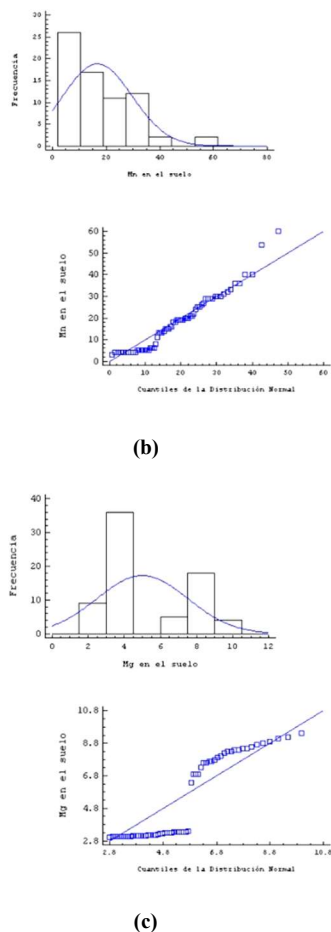 30
25
20
15
10
5
0
Frecuencia
0 20 40 60 80
Mn en el suelo
60
50
40
30
20
10
0
Mn en el suelo
0 10 20 30 40 50 60
Cuantiles de la Distribución Normal
(b)
40
30
20
10
0
Frecuencia
0 2 4 6 8 10 12
Mg en el suelo
10.8
8.8
6.8
4.8
2.8
Mg en el suelo
2.8 4.8 6.8 8.8 10.8
Cuantiles de la Distribución Normal
(c)